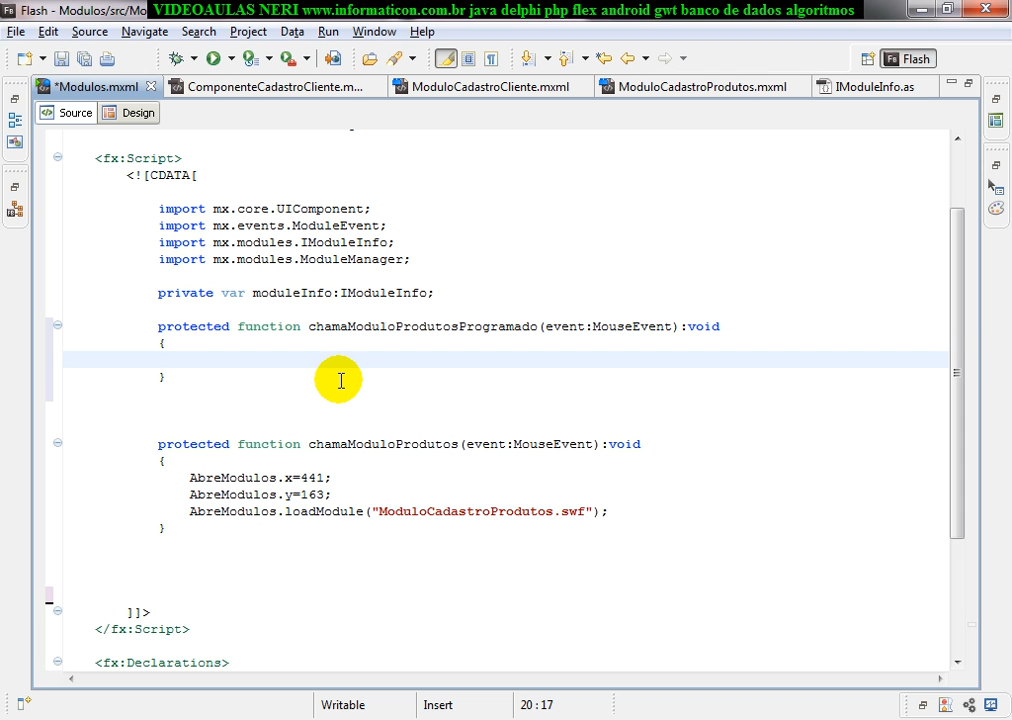 Flash - Modulos/src/Mo
VIDEOAULAS NERI www.informaticon.com.br java delphi php flex android gwt banco de dados algoritmos
File Edit Source Navigate Search Project Data Run Window Help
Flash
*Modulos.mxml ComponenteCadastroCliente.m... ModuloCadastroCliente.mxml ModuloCadastroProdutos.mxml IModuleInfo.as
Source Design
<fx:Script>
<![CDATA[
import mx.core.UIComponent;
import mx.events.ModuleEvent;
import mx.modules.IModuleInfo;
import mx.modules.ModuleManager;
private var moduleInfo:IModuleInfo;
protected function chamaModuloProdutosProgramado(event:MouseEvent):void
{
}
protected function chamaModuloProdutos(event:MouseEvent):void
{
AbreModulos.x=441;
AbreModulos.y=163;
AbreModulos.loadModule("ModuloCadastroProdutos.swf");
}
]]>
</fx:Script>
<fx:Declarations>
Writable Insert 20 : 17